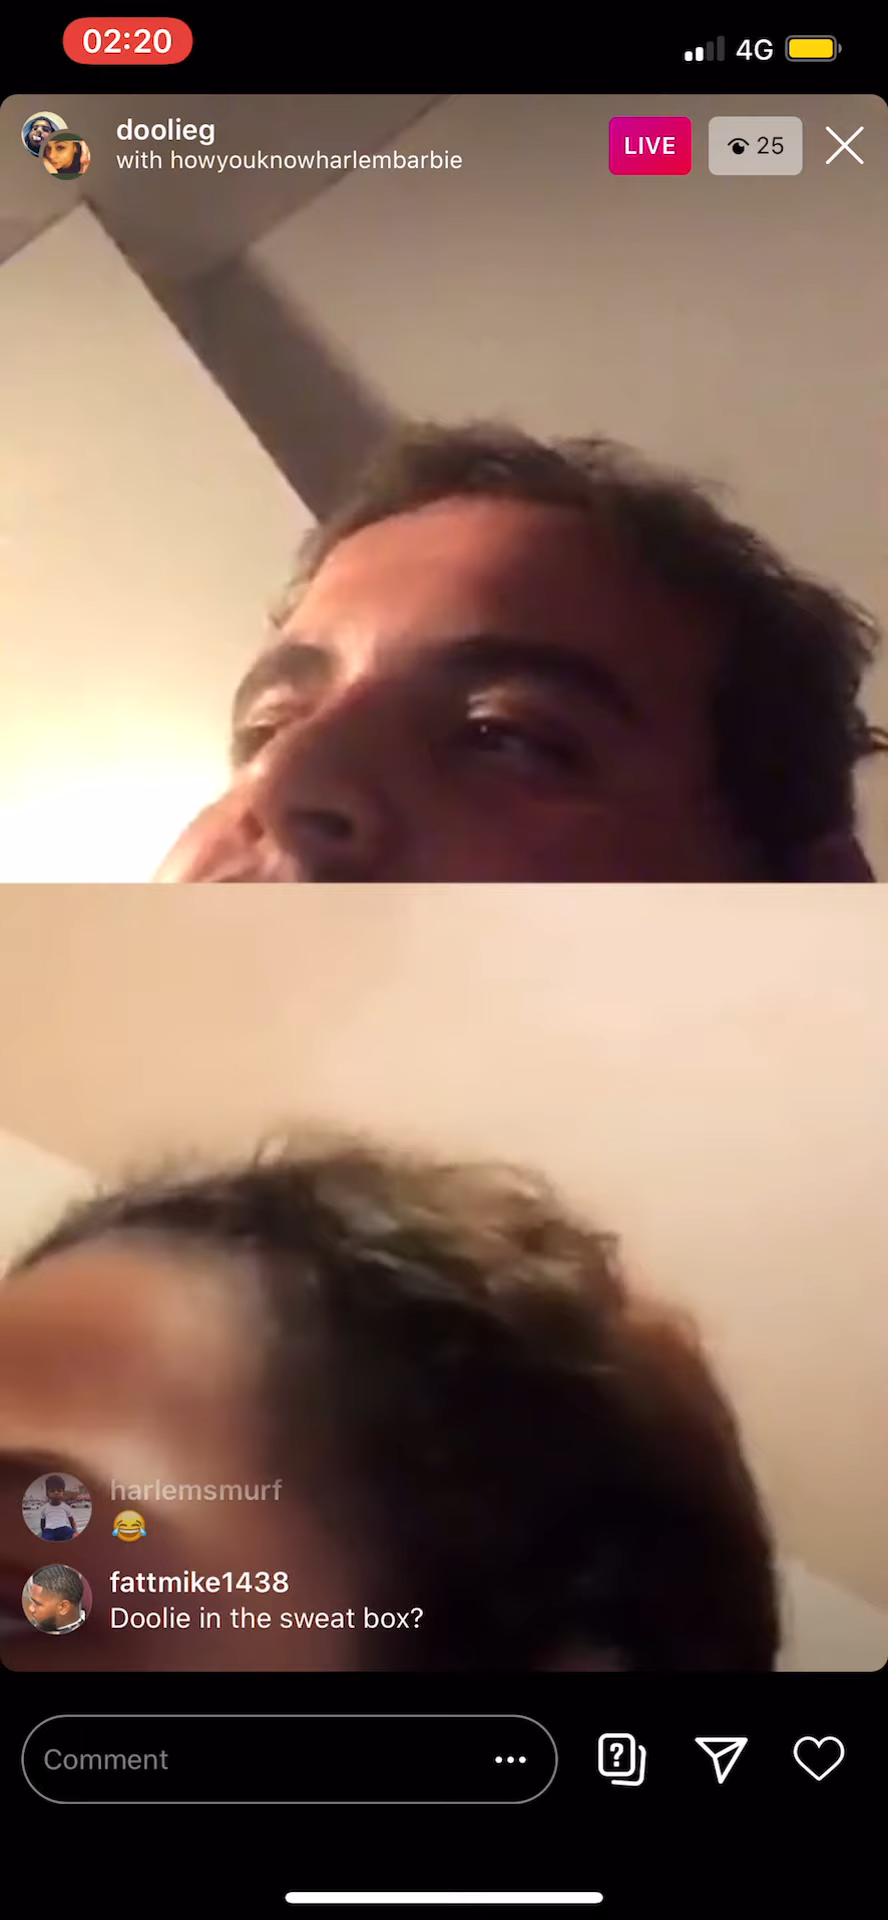 02:20
4G
doolieg
with howyouknowharlembarbie
LIVE
25
harlemsmurf
😂
fattmike1438
Doolie in the sweat box?
Comment